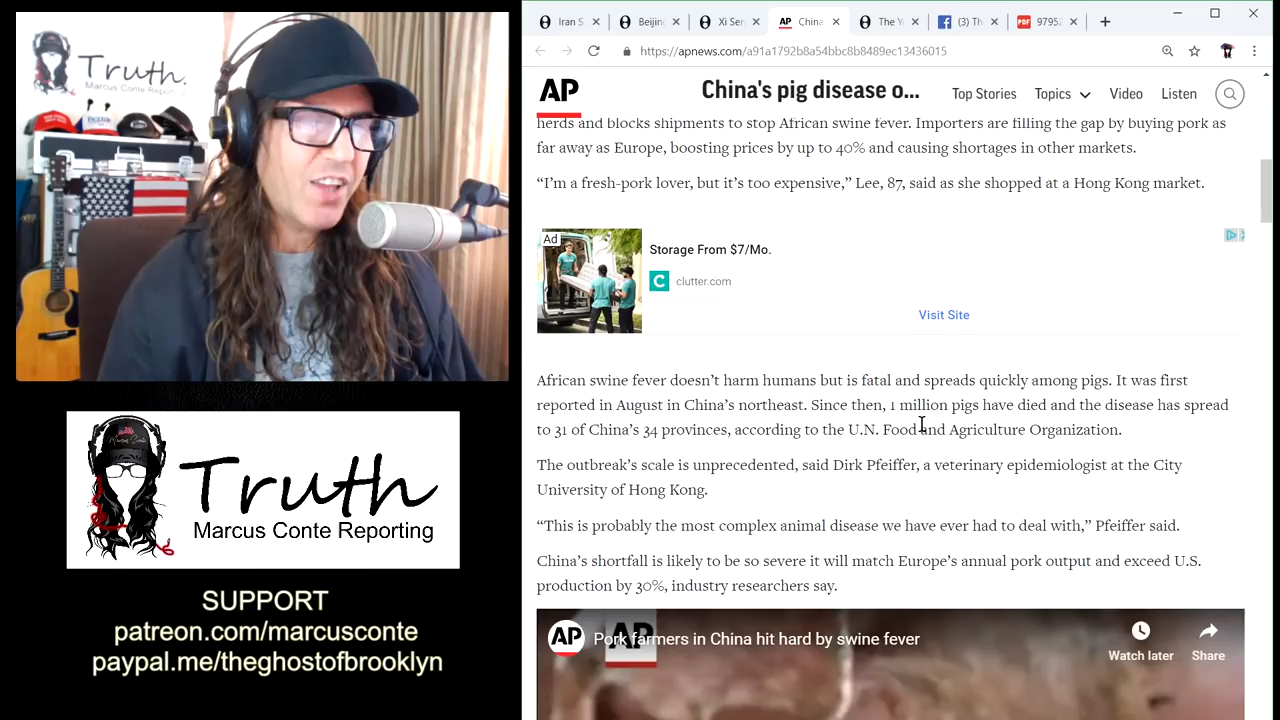 Truth.
Marcus Conte Reporting
Truth
Marcus Conte Reporting
SUPPORT
patreon.com/marcusconte
paypal.me/theghostofbrooklyn
Iran S
Beijing
Xi Ser
AP China
The Y
(3) Th
PDF 9795
https://apnews.com/a91a1792b8a54bbc8b8489ec13436015
AP
China's pig disease o...
Top Stories
Topics
Video
Listen
herds and blocks shipments to stop African swine fever. Importers are filling the gap by buying pork as
far away as Europe, boosting prices by up to 40% and causing shortages in other markets.
“I’m a fresh-pork lover, but it’s too expensive,” Lee, 87, said as she shopped at a Hong Kong market.
Ad
Storage From $7/Mo.
C clutter.com
Visit Site
African swine fever doesn’t harm humans but is fatal and spreads quickly among pigs. It was first
reported in August in China’s northeast. Since then, 1 million pigs have died and the disease has spread
to 31 of China’s 34 provinces, according to the U.N. Food and Agriculture Organization.
The outbreak’s scale is unprecedented, said Dirk Pfeiffer, a veterinary epidemiologist at the City
University of Hong Kong.
“This is probably the most complex animal disease we have ever had to deal with,” Pfeiffer said.
China’s shortfall is likely to be so severe it will match Europe’s annual pork output and exceed U.S.
production by 30%, industry researchers say.
AP
Pork farmers in China hit hard by swine fever
AP
Watch later
Share